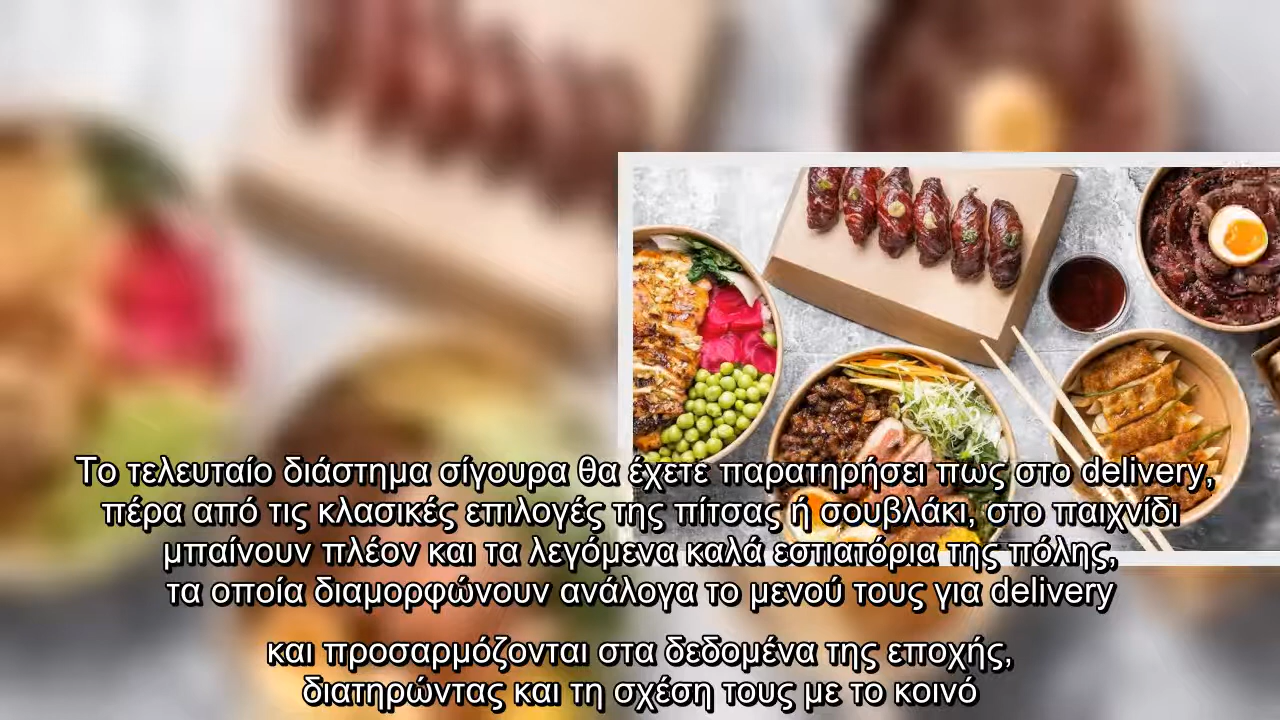 Το τελευταίο διάστημα σίγουρα θα έχετε παρατηρήσει πως στο delivery,
πέρα από τις κλασικές επιλογές της πίτσας ή σουβλάκι, στο παιχνίδι
μπαίνουν πλέον και τα λεγόμενα καλά εστιατόρια της πόλης,
τα οποία διαμορφώνουν ανάλογα το μενού τους για delivery
και προσαρμόζονται στα δεδομένα της εποχής,
διατηρώντας και τη σχέση τους με το κοινό